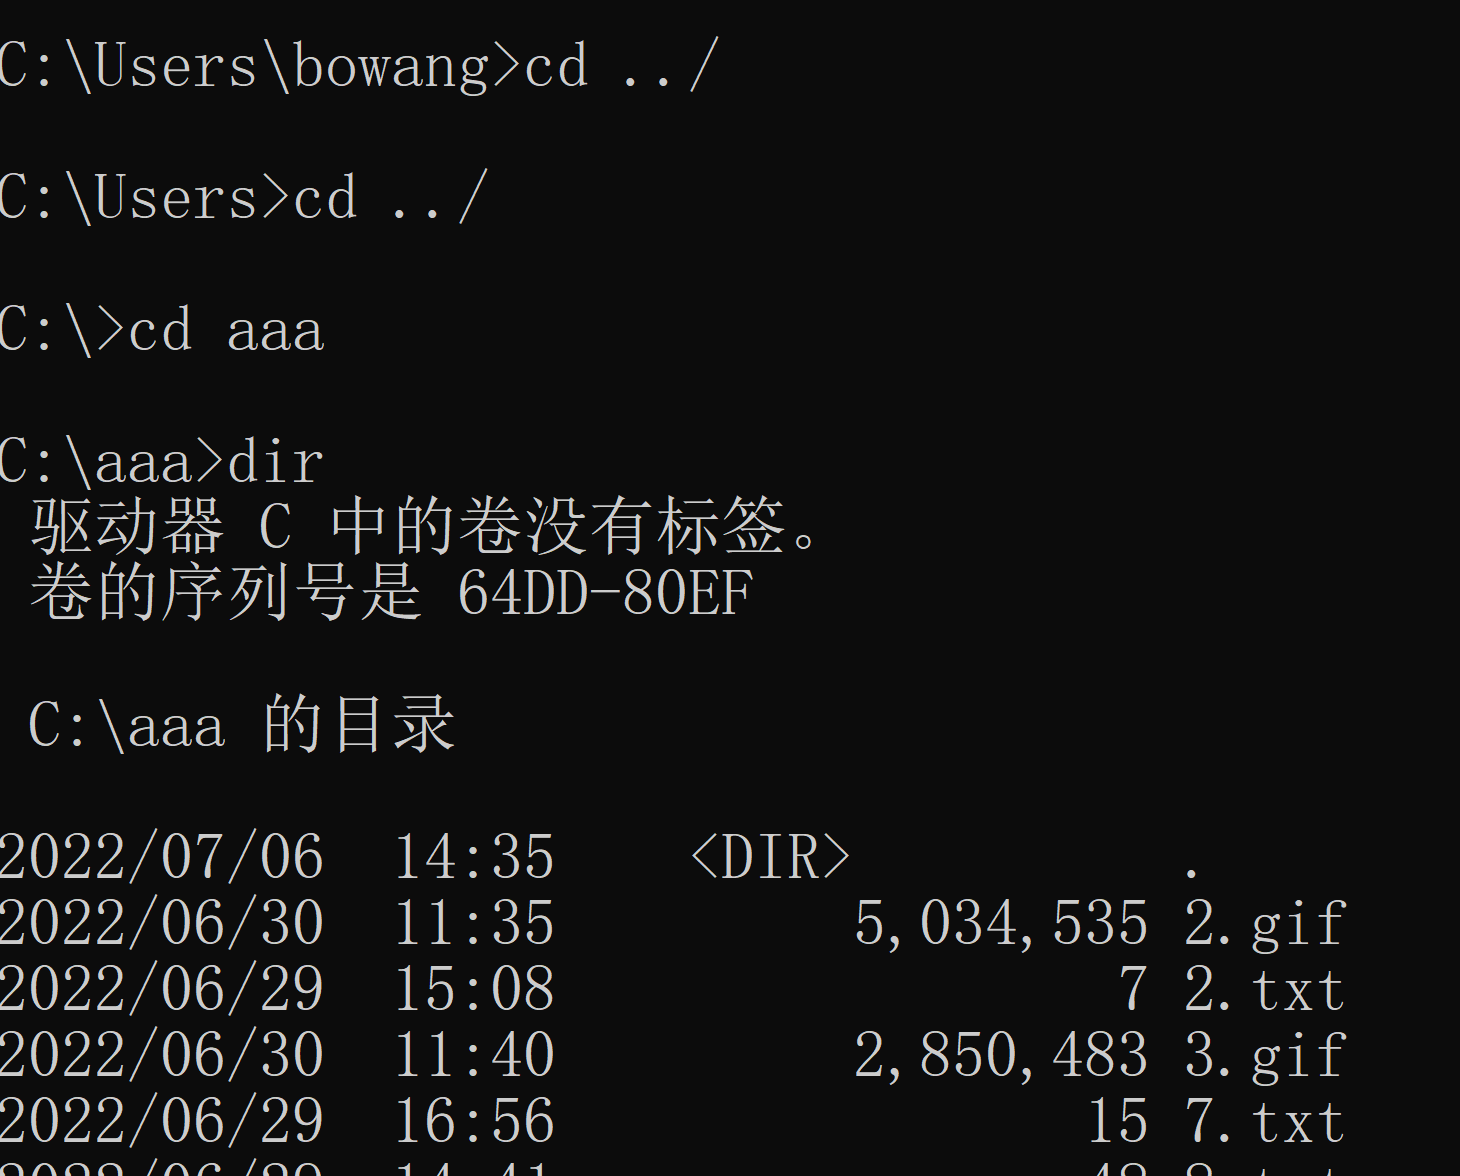 C:\Users\bowang>cd ../
C:\Users>cd ../
C:\>cd aaa
C:\aaa>dir
驱动器 C 中的卷没有标签。
卷的序列号是 64DD-80EF
C:\aaa 的目录
2022/07/06  14:35    <DIR>          .
2022/06/30  11:35         5,034,535 2.gif
2022/06/29  15:08                 7 2.txt
2022/06/30  11:40         2,850,483 3.gif
2022/06/29  16:56                15 7.txt